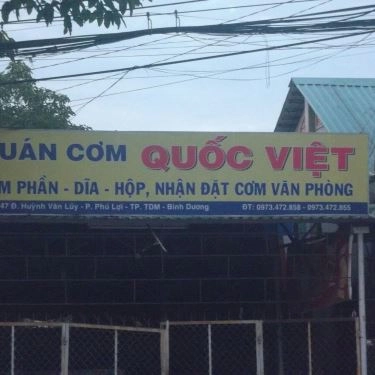 UÁN CƠM QUỐC VIỆT
M PHẦN - DĨA - HỘP, NHẬN ĐẶT CƠM VĂN PHÒNG
47 Đ. Huỳnh Văn Lũy - P. Phú Lợi - TP. TDM - Bình Dương ĐT: 0973.472.858 - 0973.472.855